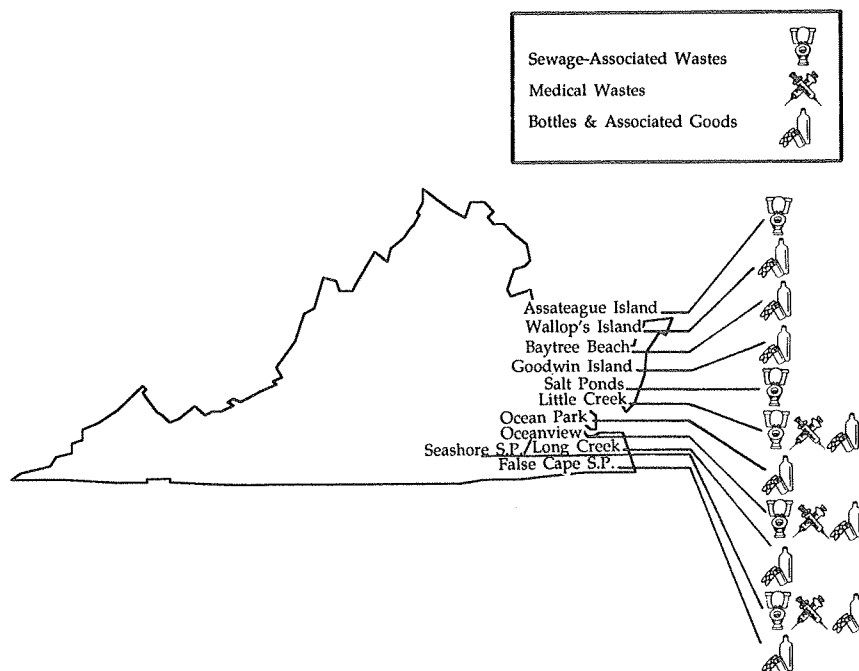 Sewage-Associated Wastes
Medical Wastes
Bottles & Associated Goods
Assateague Island
Wallop's Island
Baytree Beach
Goodwin Island
Salt Ponds
Little Creek
Ocean Park
Oceanview
Seashore S.P./Long Creek
False Cape S.P.